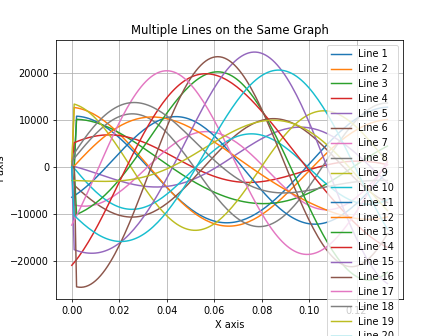 Multiple Lines on the Same Graph
20000
10000
0
−10000
−20000
axis
0.00
0.02
0.04
0.06
0.08
0.10
X axis
Line 1
Line 2
Line 3
Line 4
Line 5
Line 6
Line 7
Line 8
Line 9
Line 10
Line 11
Line 12
Line 13
Line 14
Line 15
Line 16
Line 17
Line 18
Line 19
Line 20